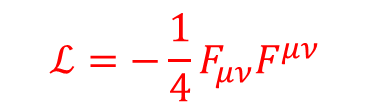 ℒ = − 1/4 F_{μν} F^{μν}